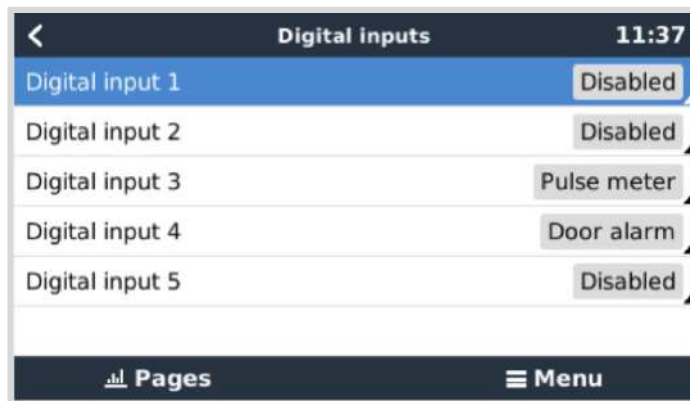 Digital inputs 11:37
Digital input 1 Disabled
Digital input 2 Disabled
Digital input 3 Pulse meter
Digital input 4 Door alarm
Digital input 5 Disabled
Pages Menu